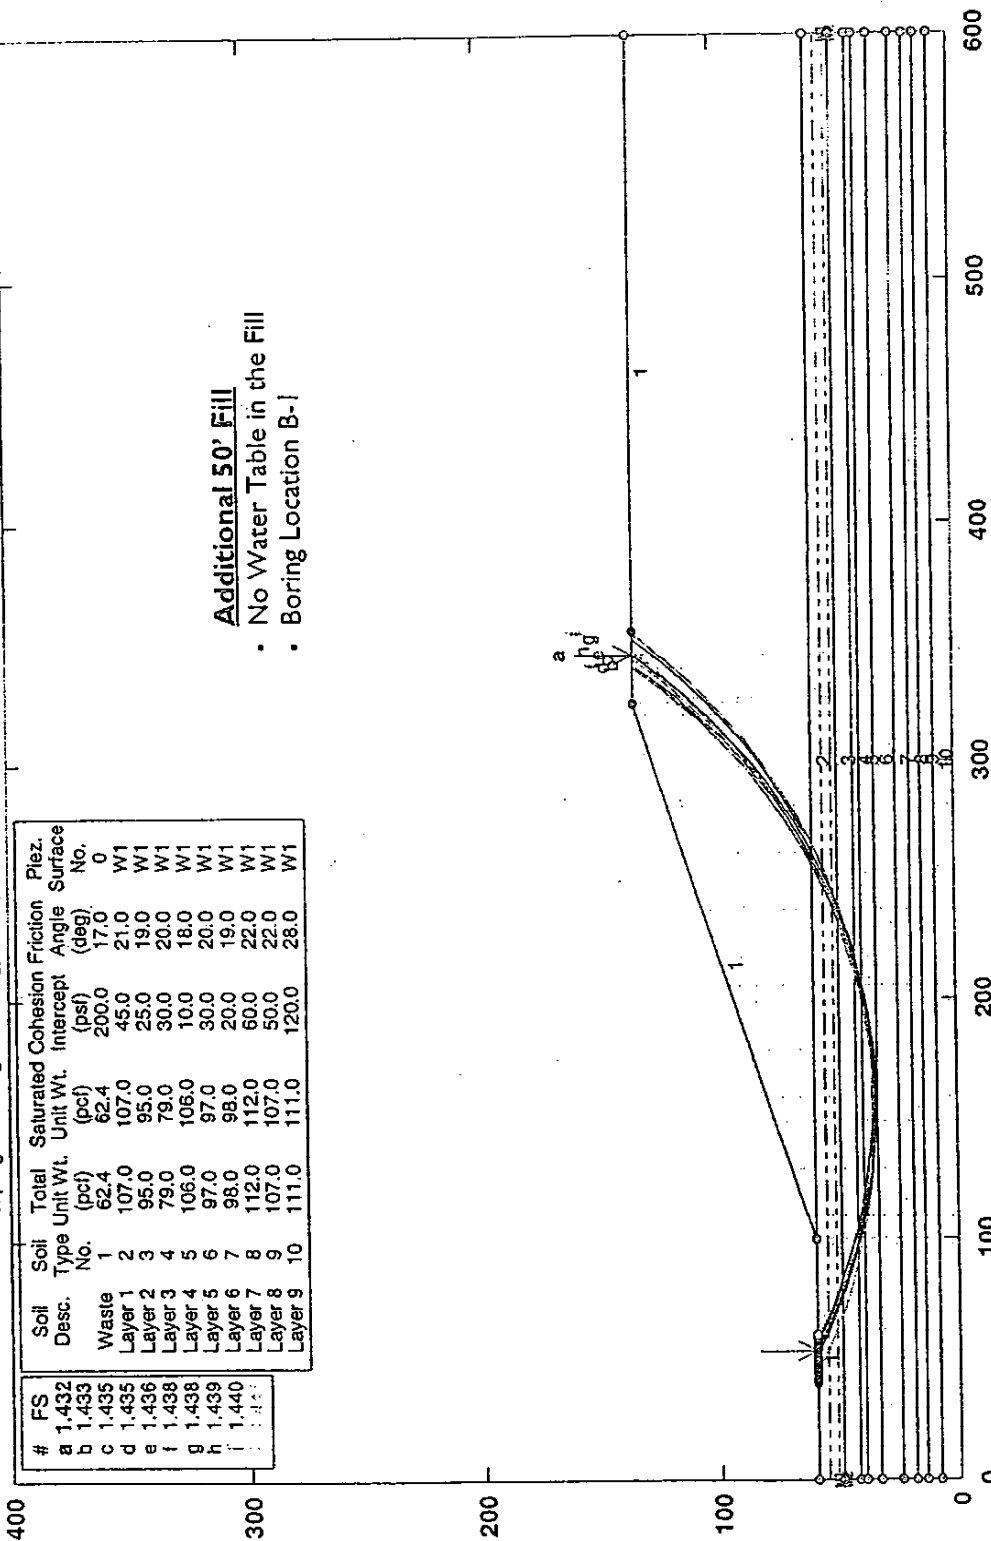 # FS
a 1.432
b 1.433
c 1.435
d 1.435
e 1.436
f 1.438
g 1.438
h 1.439
i 1.440
Soil Soil Total Saturated Cohesion Friction Piez.
Desc. Type Unit Wt. Unit Wt. Intercept Angle Surface
No. (pcf) (pcf) (psf) (deg) No.
Waste 1 62.4 62.4 200.0 17.0 0
Layer 1 2 107.0 107.0 45.0 21.0 W1
Layer 2 3 95.0 95.0 25.0 19.0 W1
Layer 3 4 79.0 79.0 30.0 20.0 W1
Layer 4 5 106.0 106.0 10.0 18.0 W1
Layer 5 6 97.0 97.0 30.0 20.0 W1
Layer 6 7 98.0 98.0 20.0 19.0 W1
Layer 7 8 112.0 112.0 60.0 22.0 W1
Layer 8 9 107.0 107.0 50.0 22.0 W1
Layer 9 10 111.0 111.0 120.0 28.0 W1
Additional 50' Fill
• No Water Table in the Fill
• Boring Location B-1
400
300
200
100
0
a
h
g
i
1
1
2
3
4
6
7
10
0
100
200
300
400
500
600